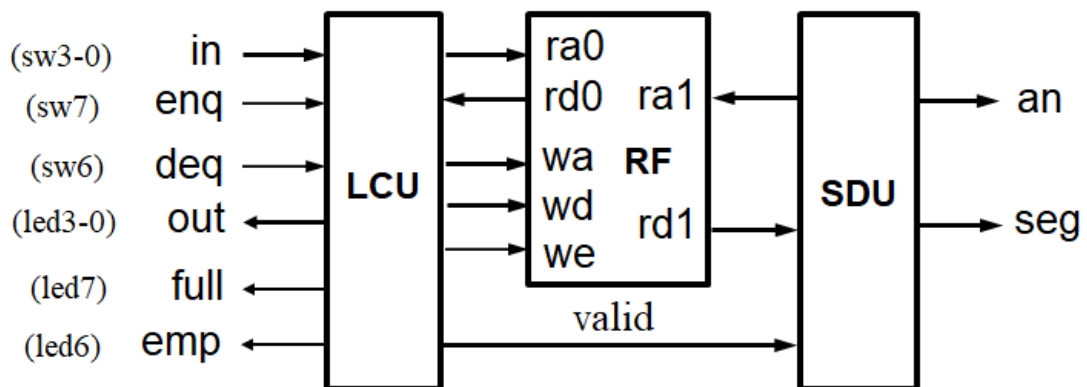 (sw3-0) in
(sw7) enq
(sw6) deq
(led3-0) out
(led7) full
(led6) emp
LCU
ra0
rd0 ra1
wa RF
wd
rd1
we
valid
SDU
an
seg